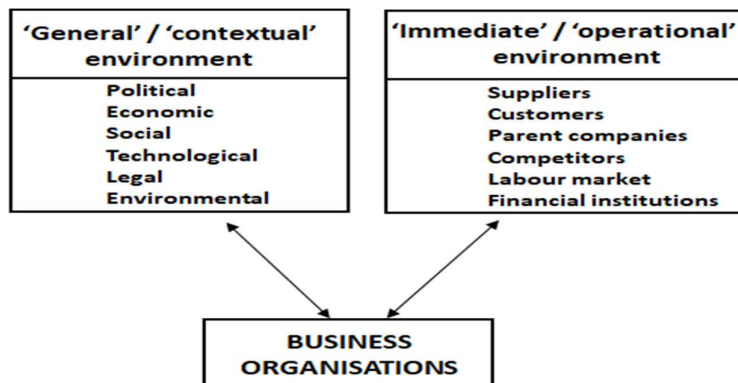 ‘General’ / ‘contextual’
environment
Political
Economic
Social
Technological
Legal
Environmental
‘Immediate’ / ‘operational’
environment
Suppliers
Customers
Parent companies
Competitors
Labour market
Financial institutions
BUSINESS
ORGANISATIONS